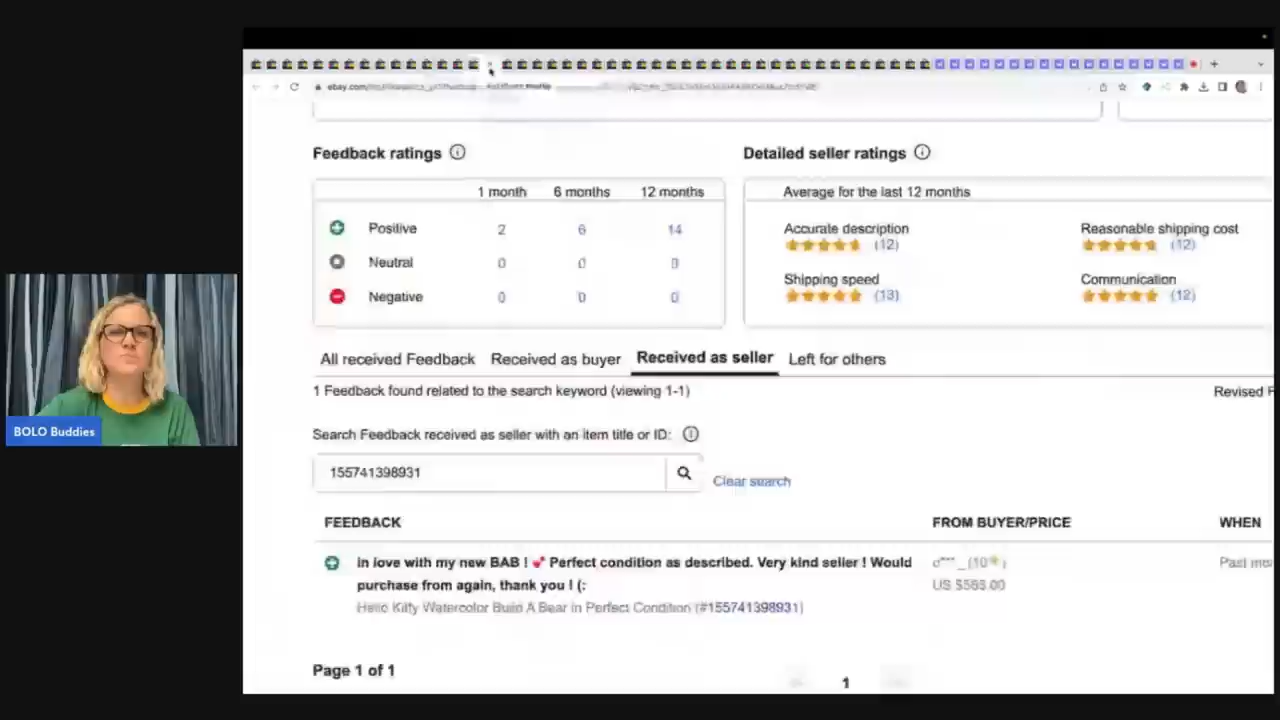 Feedback ratings
Detailed seller ratings
1 month 6 months 12 months
Average for the last 12 months
Positive 2 6 14
Accurate description
(12)
Reasonable shipping cost
(12)
Neutral 0 0 0
Shipping speed
(13)
Communication
(12)
Negative 0 0 0
All received Feedback Received as buyer Received as seller Left for others
1 Feedback found related to the search keyword (viewing 1-1)
Revised
BOLO Buddies
Search Feedback received as seller with an item title or ID:
155741398931
Clear search
FEEDBACK FROM BUYER/PRICE WHEN
In love with my new BAB ! 💕 Perfect condition as described. Very kind seller ! Would
purchase from again, thank you ! (:
Hello Kitty Watercolor Build A Bear In Perfect Condition (#155741398931)
Past
Page 1 of 1
1